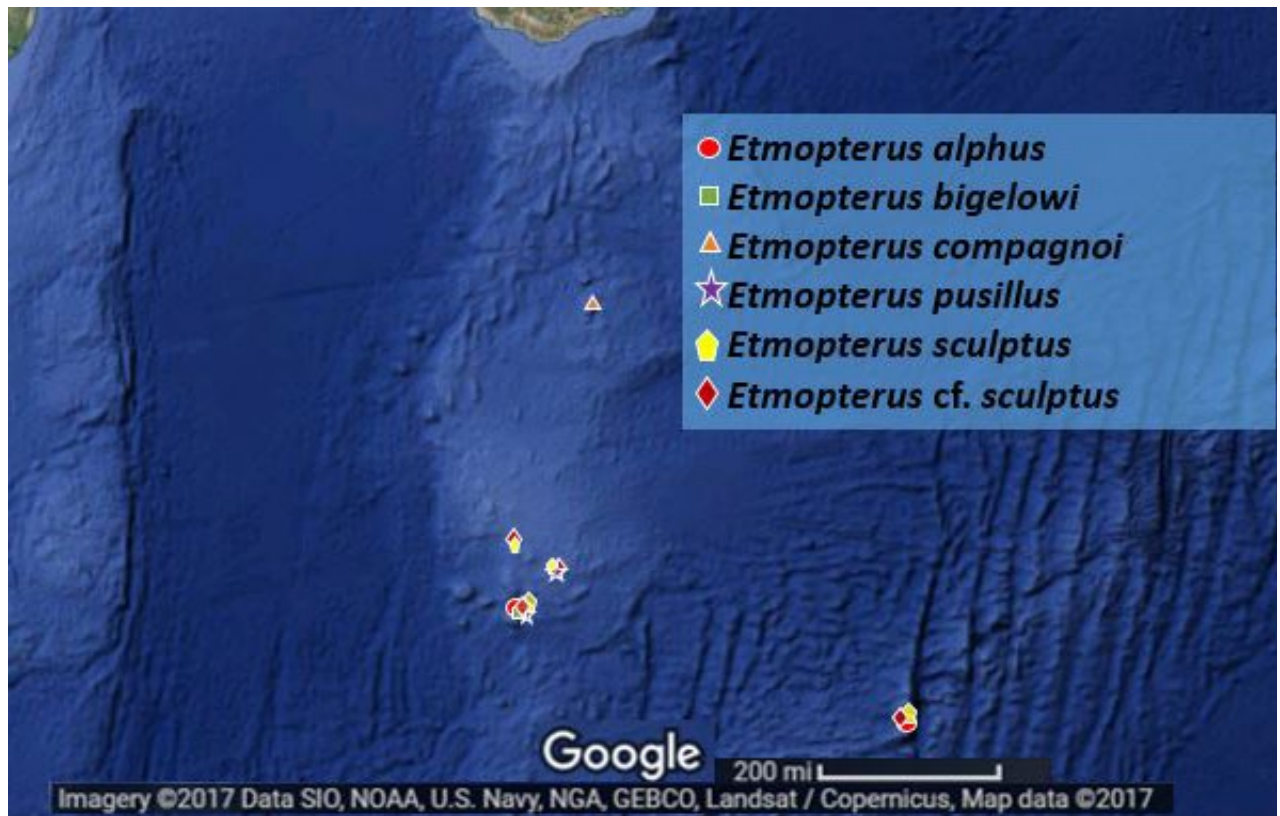 Etmopterus alphus
Etmopterus bigelowi
Etmopterus compagnoi
Etmopterus pusillus
Etmopterus sculptus
Etmopterus cf. sculptus
Google
200 mi
Imagery ©2017 Data SIO, NOAA, U.S. Navy, NGA, GEBCO, Landsat / Copernicus, Map data ©2017